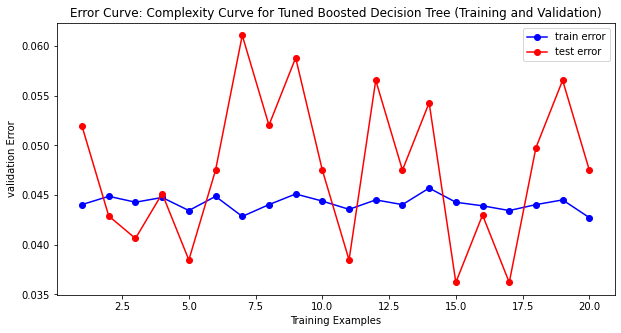 Error Curve: Complexity Curve for Tuned Boosted Decision Tree (Training and Validation)
train error
test error
validation Error
0.060
0.055
0.050
0.045
0.040
0.035
2.5 5.0 7.5 10.0 12.5 15.0 17.5 20.0
Training Examples